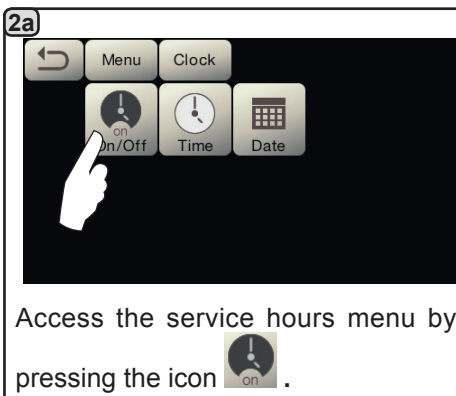 2a
Menu Clock
on
On/Off Time Date
Access the service hours menu by
pressing the icon on .